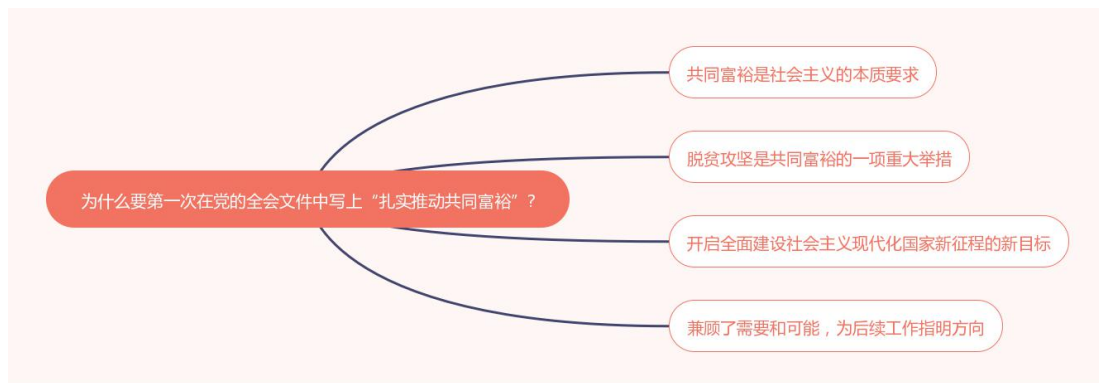 共同富裕是社会主义的本质要求
脱贫攻坚是共同富裕的一项重大举措
为什么要第一次在党的全会文件中写上“扎实推动共同富裕”？
开启全面建设社会主义现代化国家新征程的新目标
兼顾了需要和可能，为后续工作指明方向